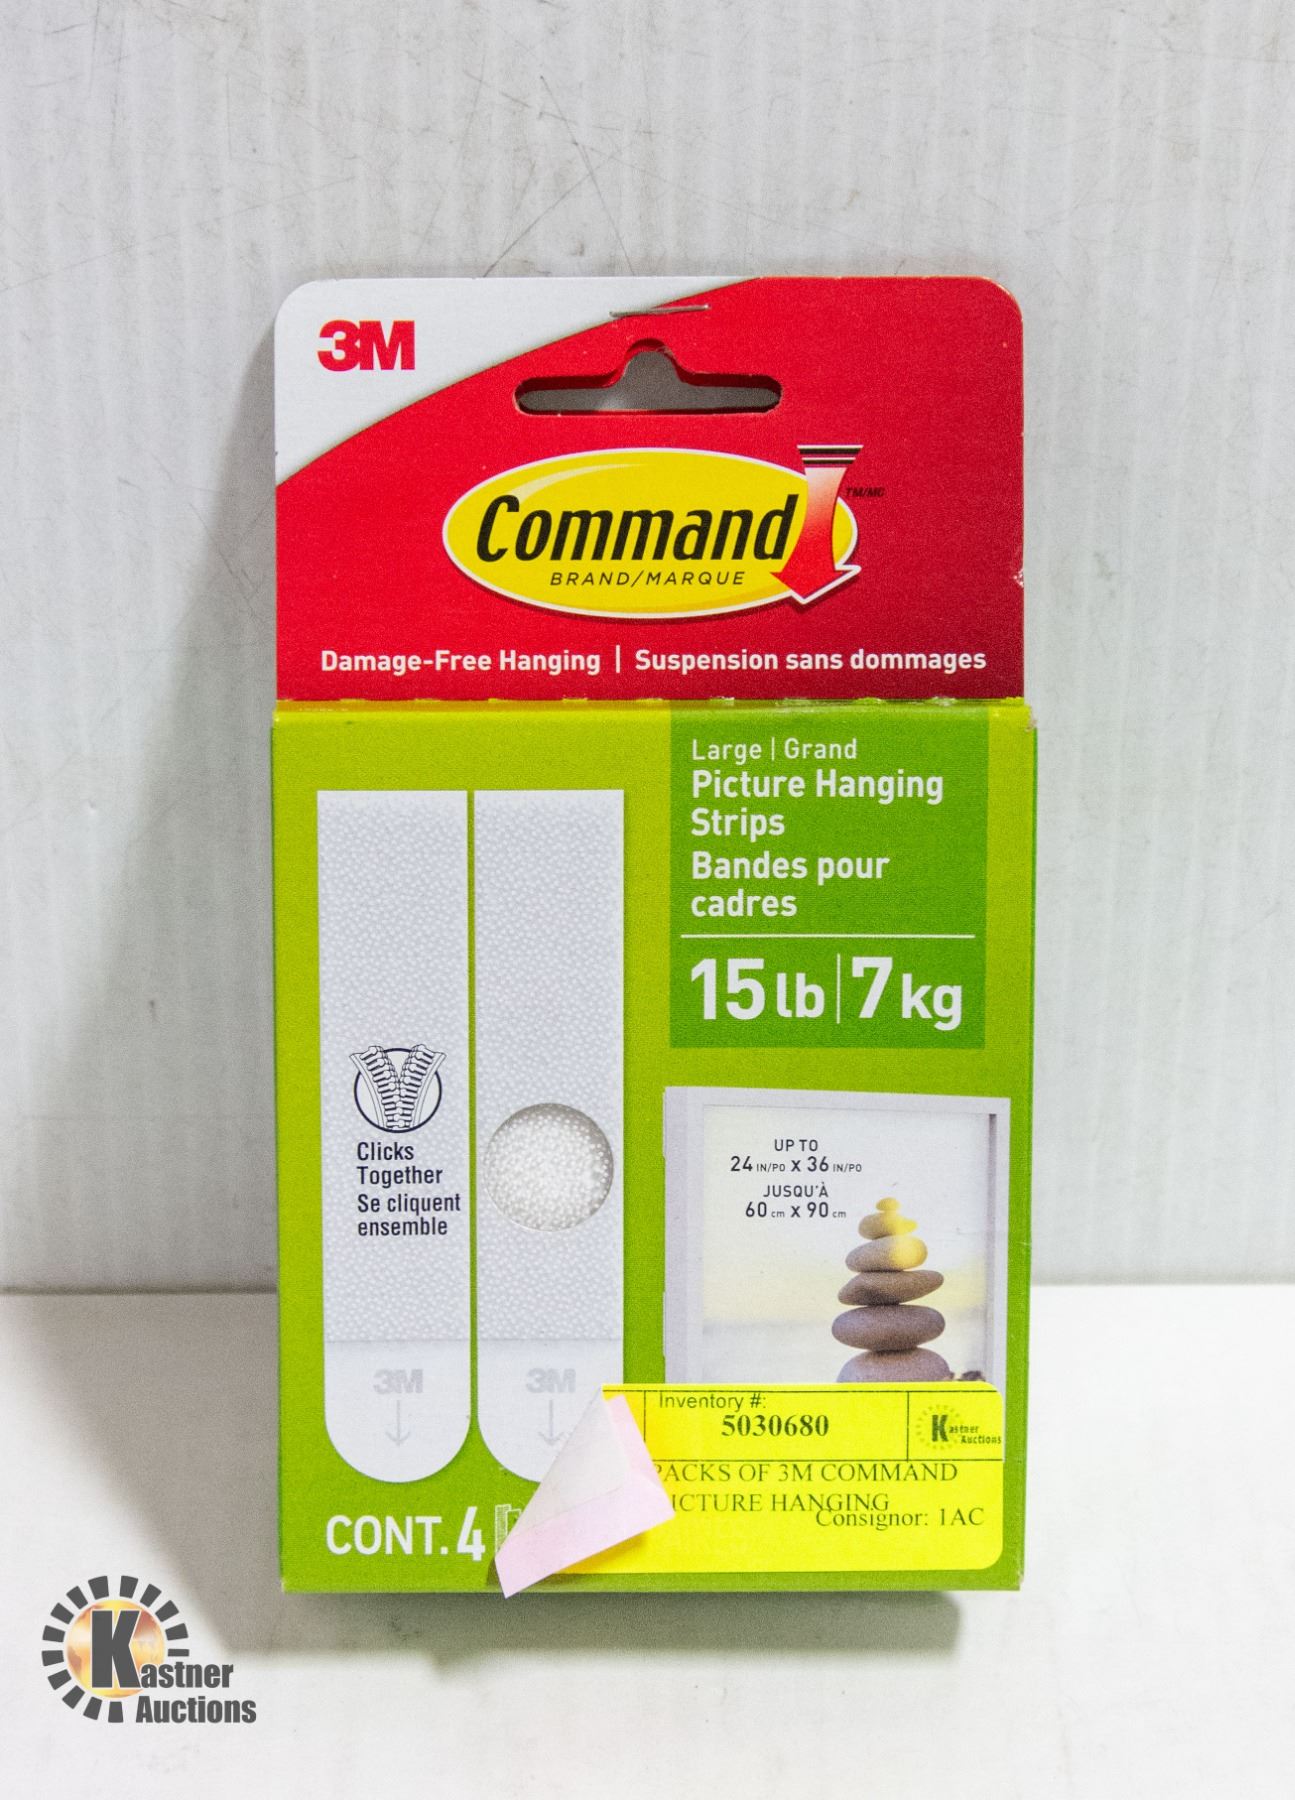 3M
Command
TM/MC
BRAND/MARQUE
Damage-Free Hanging | Suspension sans dommages
Large | Grand
Picture Hanging
Strips
Bandes pour
cadres
15 lb | 7 kg
Clicks
Together
Se cliquent
ensemble
UP TO
24 IN/PO x 36 IN/PO
JUSQU'À
60 cm x 90 cm
3M 3M
Inventory #:
5030680
Kastner
Auctions
PACKS OF 3M COMMAND
PICTURE HANGING
Consignor: 1AC
CONT. 4
Kastner
Auctions